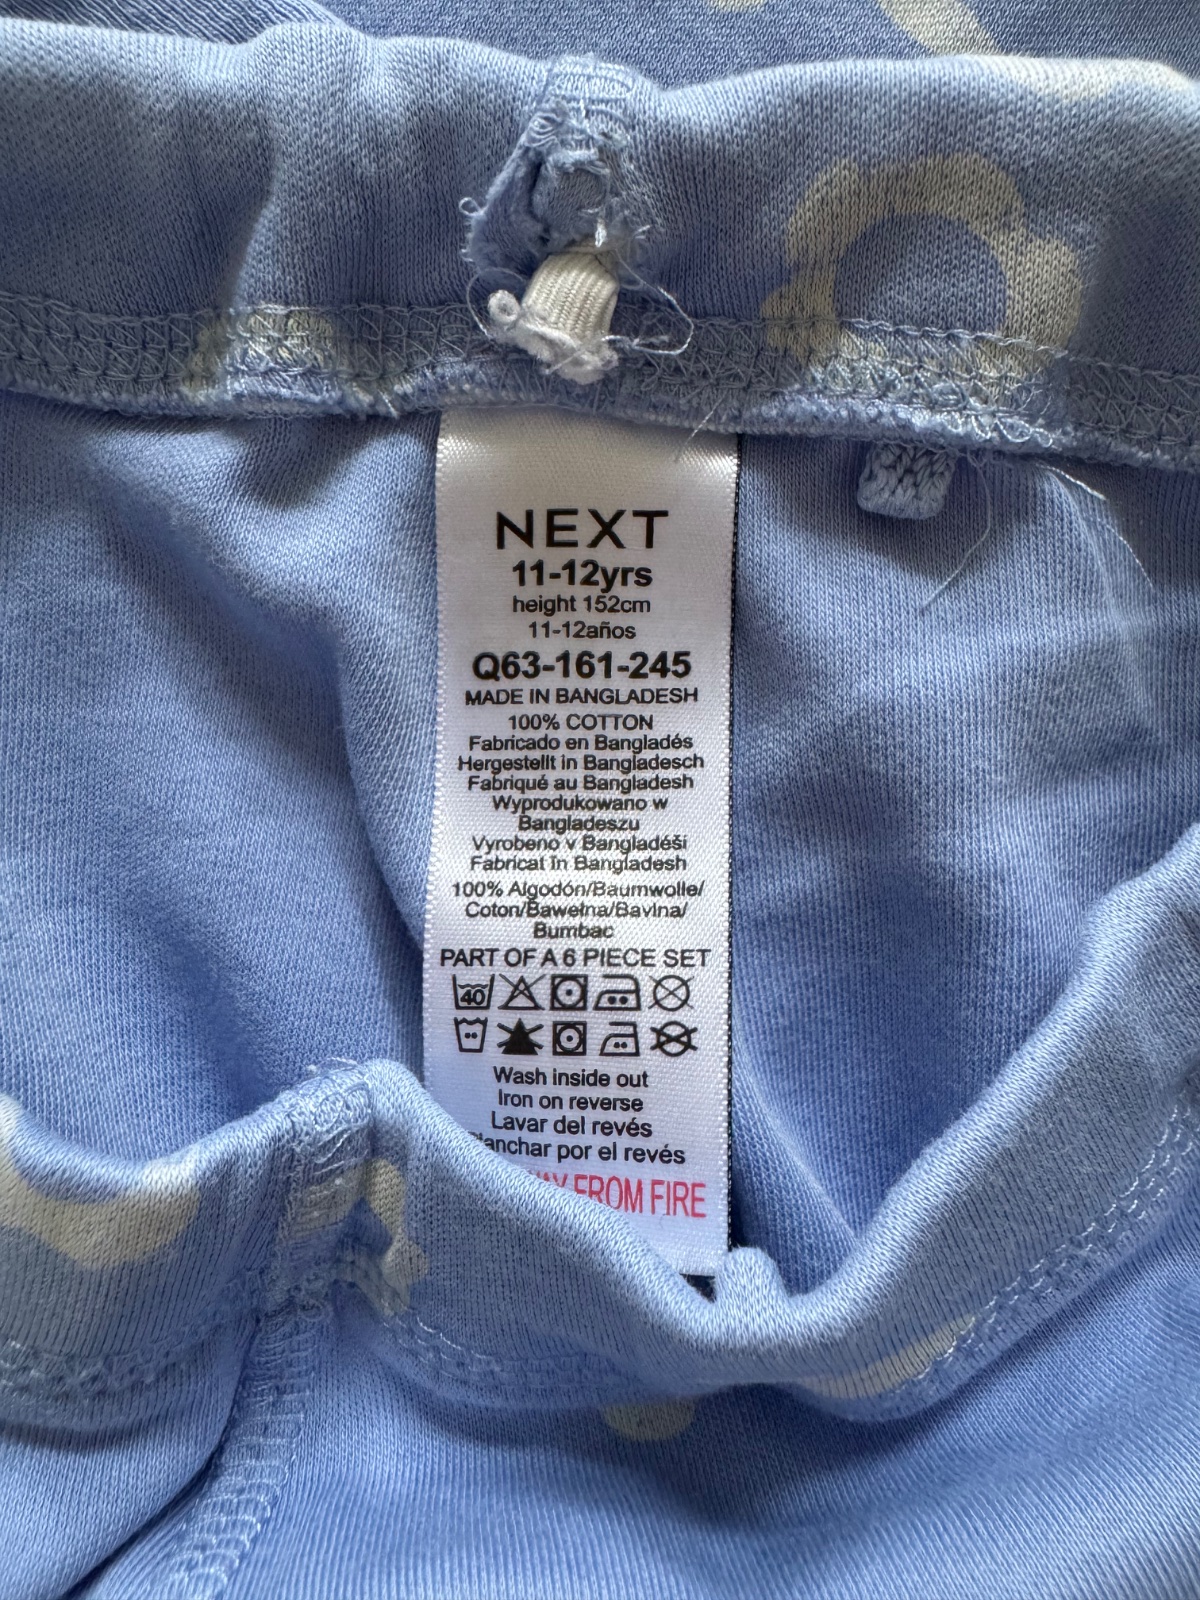 NEXT
11-12yrs
height 152cm
11-12años
Q63-161-245
MADE IN BANGLADESH
100% COTTON
Fabricado en Bangladés
Hergestellt in Bangladesch
Fabriqué au Bangladesh
Wyprodukowano w
Bangladeszu
Vyrobeno v Bangladéši
Fabricat în Bangladesh
100% Algodón/Baumwolle/
Coton/Bawełna/Bavlna/
Bumbac
PART OF A 6 PIECE SET
40
Wash inside out
Iron on reverse
Lavar del revés
lanchar por el revés
FROM FIRE